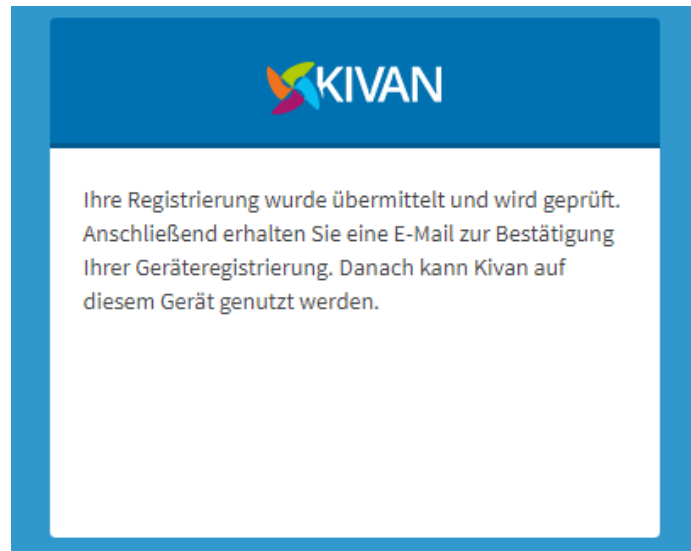 KIVAN
Ihre Registrierung wurde übermittelt und wird geprüft.
Anschließend erhalten Sie eine E-Mail zur Bestätigung
Ihrer Geräteregistrierung. Danach kann Kivan auf
diesem Gerät genutzt werden.